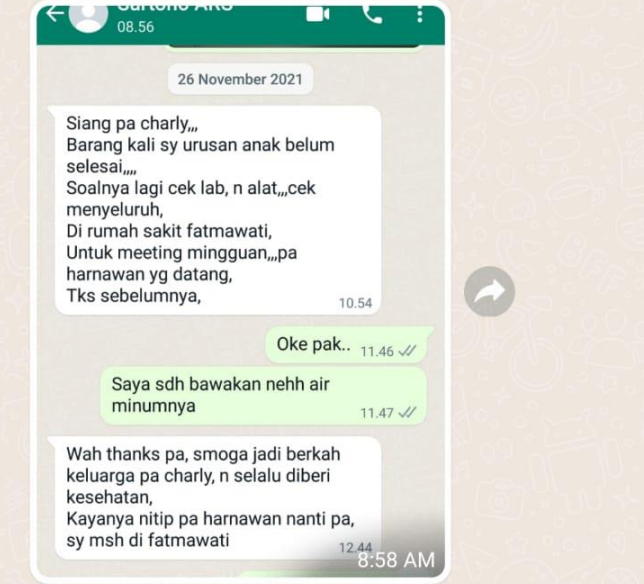 08.56
26 November 2021
Siang pa charly,,,
Barang kali sy urusan anak belum
selesai,,,,
Soalnya lagi cek lab, n alat,,,cek
menyeluruh,
Di rumah sakit fatmawati,
Untuk meeting mingguan,,,pa
harnawan yg datang,
Tks sebelumnya,
10.54
Oke pak.. 11.46
Saya sdh bawakan nehh air
minumnya
11.47
Wah thanks pa, smoga jadi berkah
keluarga pa charly, n selalu diberi
kesehatan,
Kayanya nitip pa harnawan nanti pa,
sy msh di fatmawati
12.44
8:58 AM